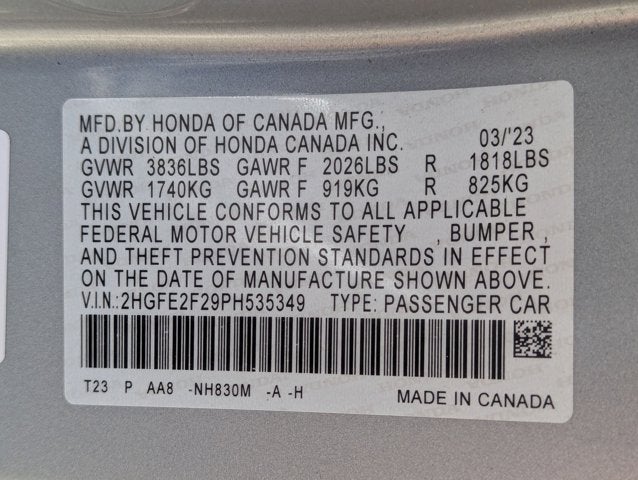 MFD.BY HONDA OF CANADA MFG.,
A DIVISION OF HONDA CANADA INC. 03/'23
GVWR 3836LBS GAWR F 2026LBS R 1818LBS
GVWR 1740KG GAWR F 919KG R 825KG
THIS VEHICLE CONFORMS TO ALL APPLICABLE
FEDERAL MOTOR VEHICLE SAFETY , BUMPER ,
AND THEFT PREVENTION STANDARDS IN EFFECT
ON THE DATE OF MANUFACTURE SHOWN ABOVE.
V.I.N.:2HGFE2F29PH535349 TYPE: PASSENGER CAR
T23 P AA8 -NH830M -A -H
MADE IN CANADA